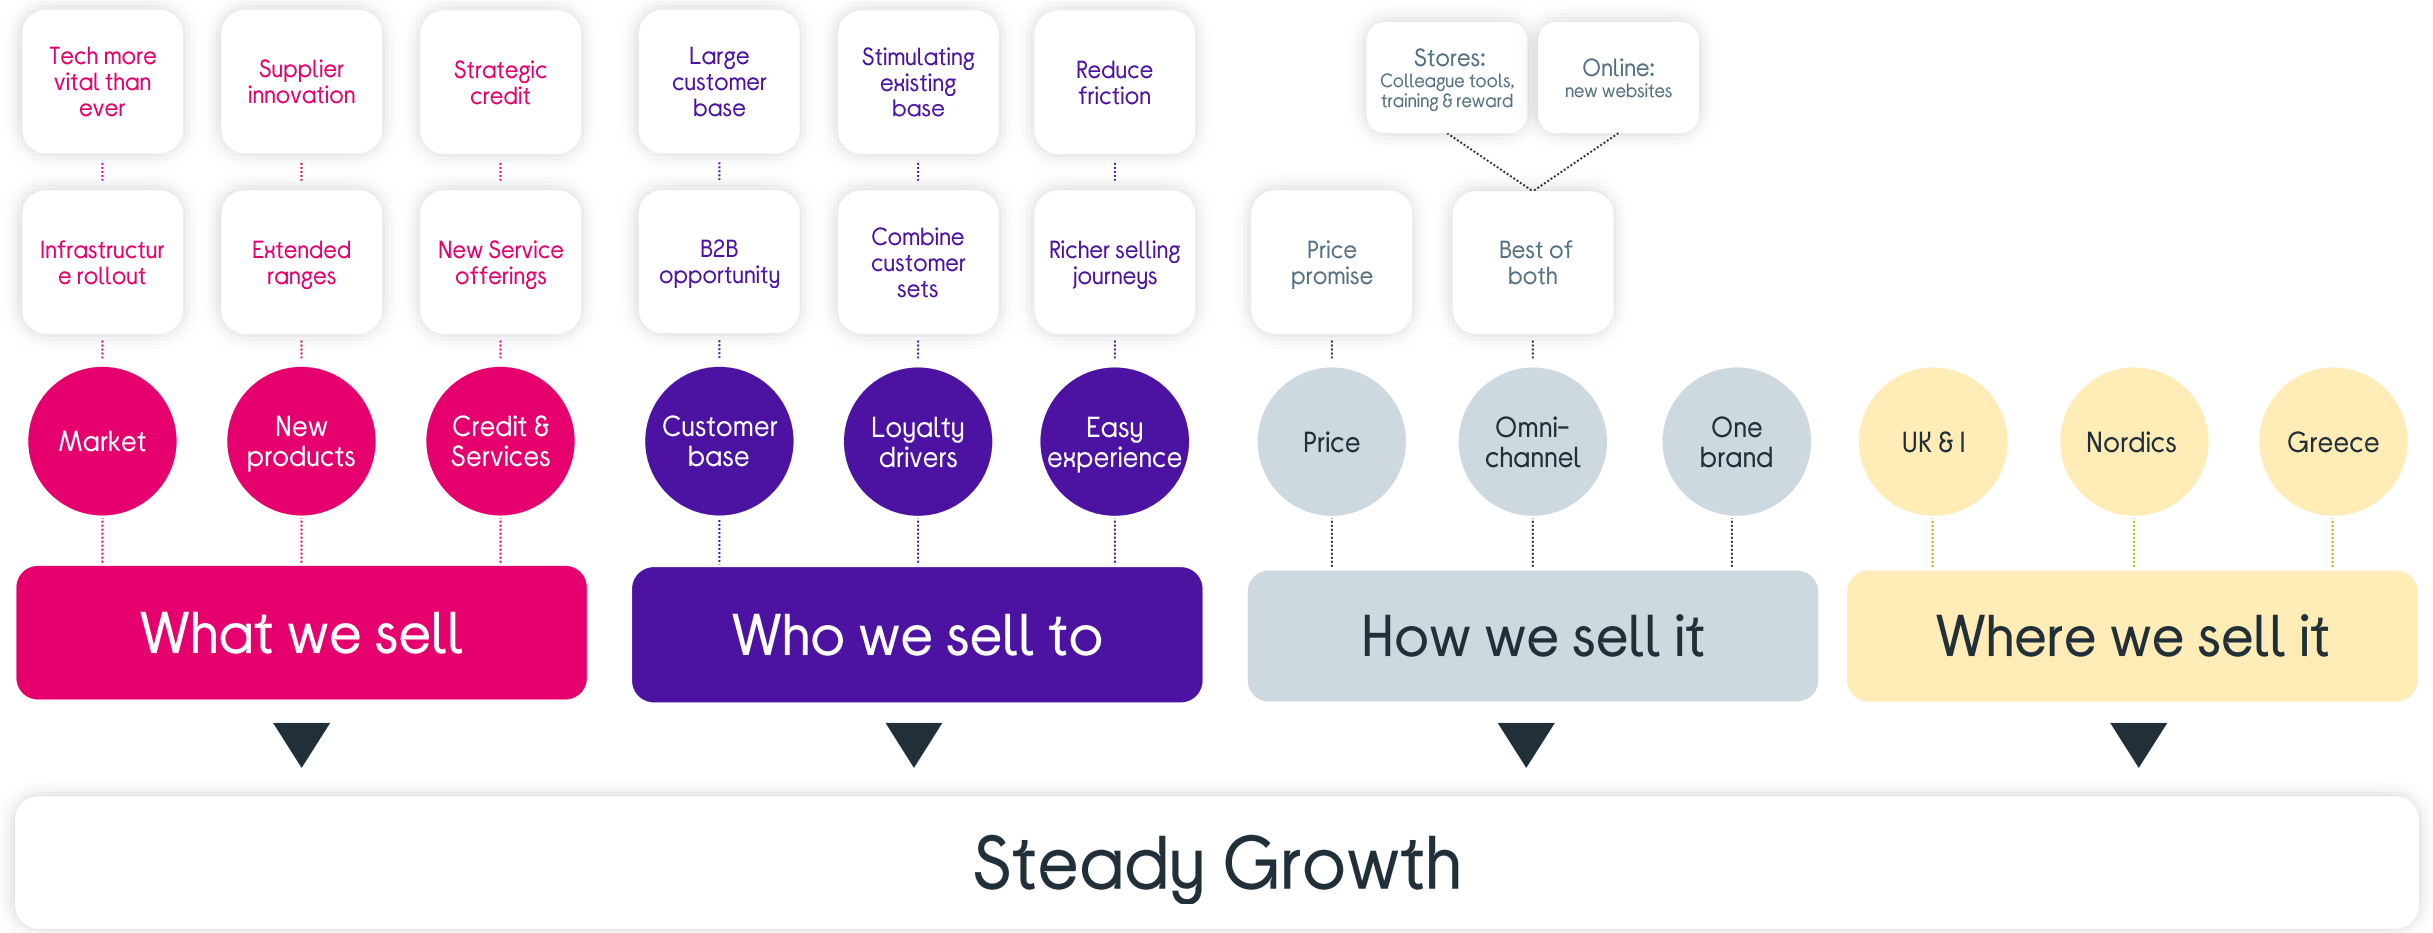 Tech more
vital than
ever
Supplier
innovation
Strategic
credit
Large
customer
base
Stimulating
existing
base
Reduce
friction
Stores:
Colleague tools,
training & reward
Online:
new websites
Infrastructur
e rollout
Extended
ranges
New Service
offerings
B2B
opportunity
Combine
customer
sets
Richer selling
journeys
Price
promise
Best of
both
Market
New
products
Credit &
Services
Customer
base
Loyalty
drivers
Easy
experience
Price
Omni-
channel
One
brand
UK & I
Nordics
Greece
What we sell
Who we sell to
How we sell it
Where we sell it
Steady Growth